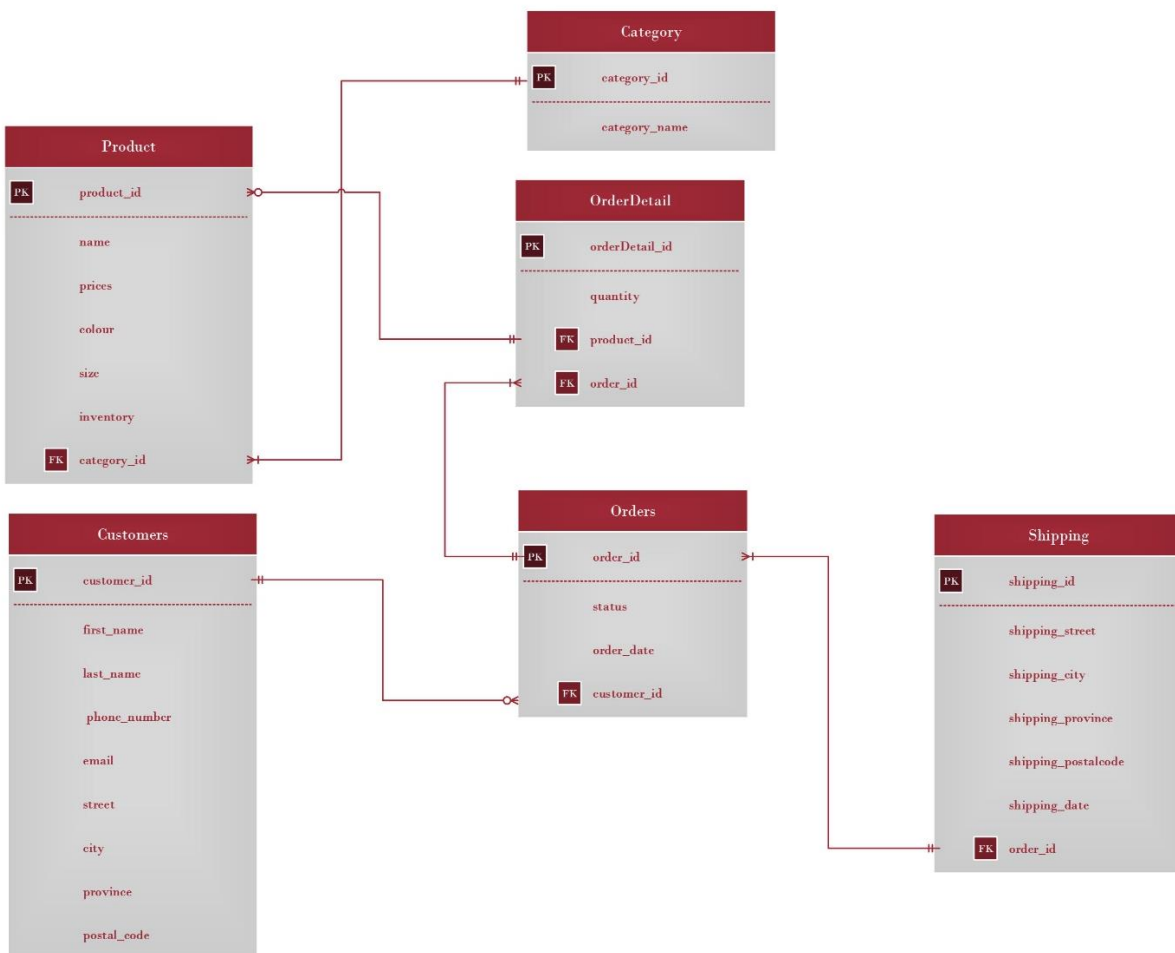 Category
PK category_id
category_name
Product
PK product_id
name
prices
colour
size
inventory
FK category_id
OrderDetail
PK orderDetail_id
quantity
FK product_id
FK order_id
Customers
PK customer_id
first_name
last_name
phone_number
email
street
city
province
postal_code
Orders
PK order_id
status
order_date
FK customer_id
Shipping
PK shipping_id
shipping_street
shipping_city
shipping_province
shipping_postalcode
shipping_date
FK order_id